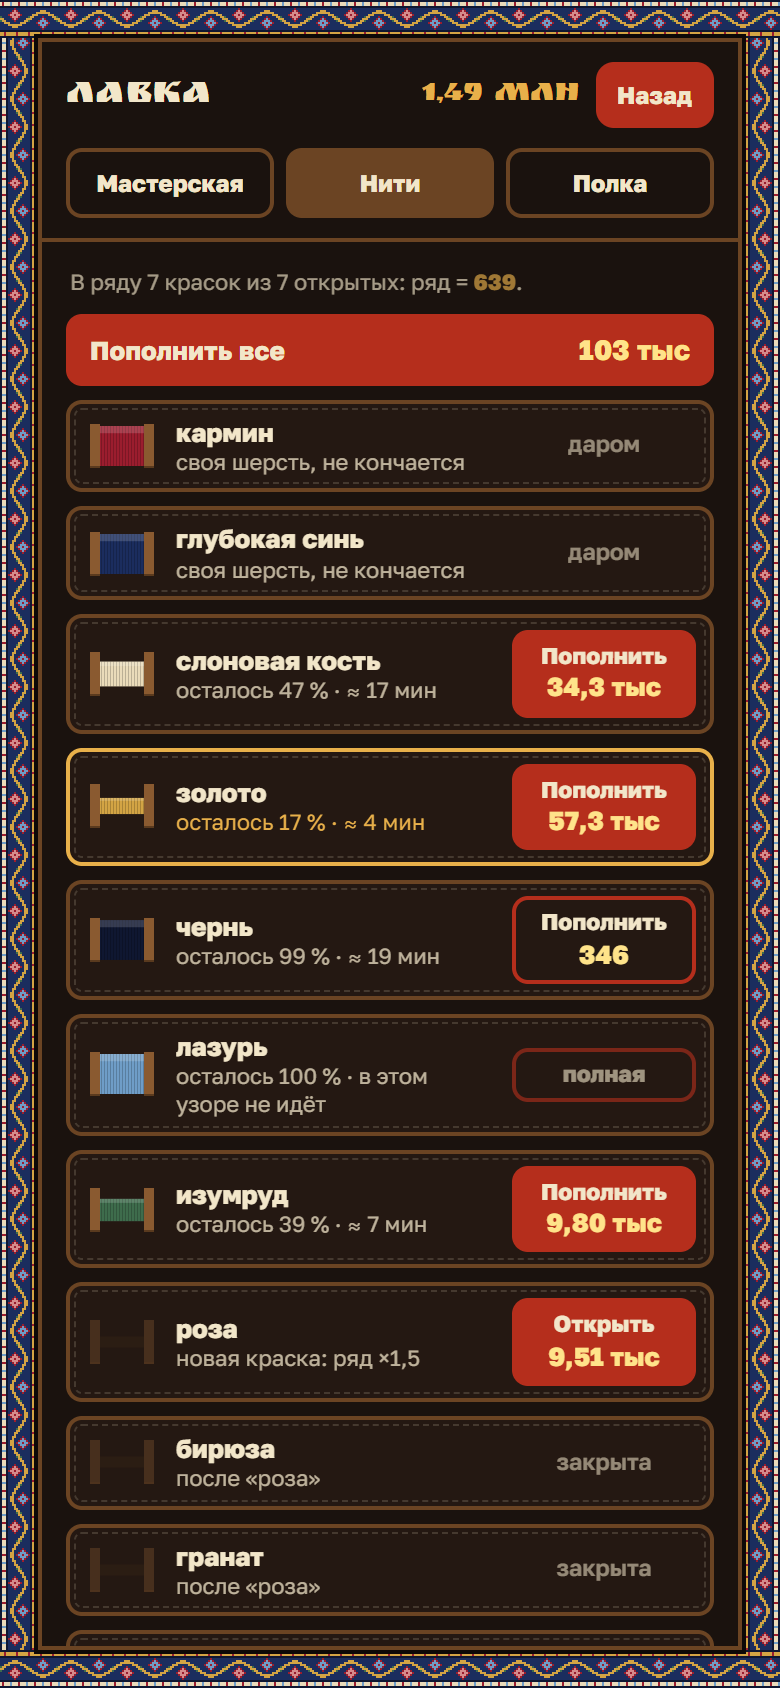 ЛАВКА
1,49 МЛН
Назад
Мастерская
Нити
Полка
В ряду 7 красок из 7 открытых: ряд = 639.
Пополнить все
103 тыс
кармин
своя шерсть, не кончается
даром
глубокая синь
своя шерсть, не кончается
даром
слоновая кость
осталось 47 % · ≈ 17 мин
Пополнить
34,3 тыс
золото
осталось 17 % · ≈ 4 мин
Пополнить
57,3 тыс
чернь
осталось 99 % · ≈ 19 мин
Пополнить
346
лазурь
осталось 100 % · в этом
узоре не идёт
полная
изумруд
осталось 39 % · ≈ 7 мин
Пополнить
9,80 тыс
роза
новая краска: ряд ×1,5
Открыть
9,51 тыс
бирюза
после «роза»
закрыта
гранат
после «роза»
закрыта